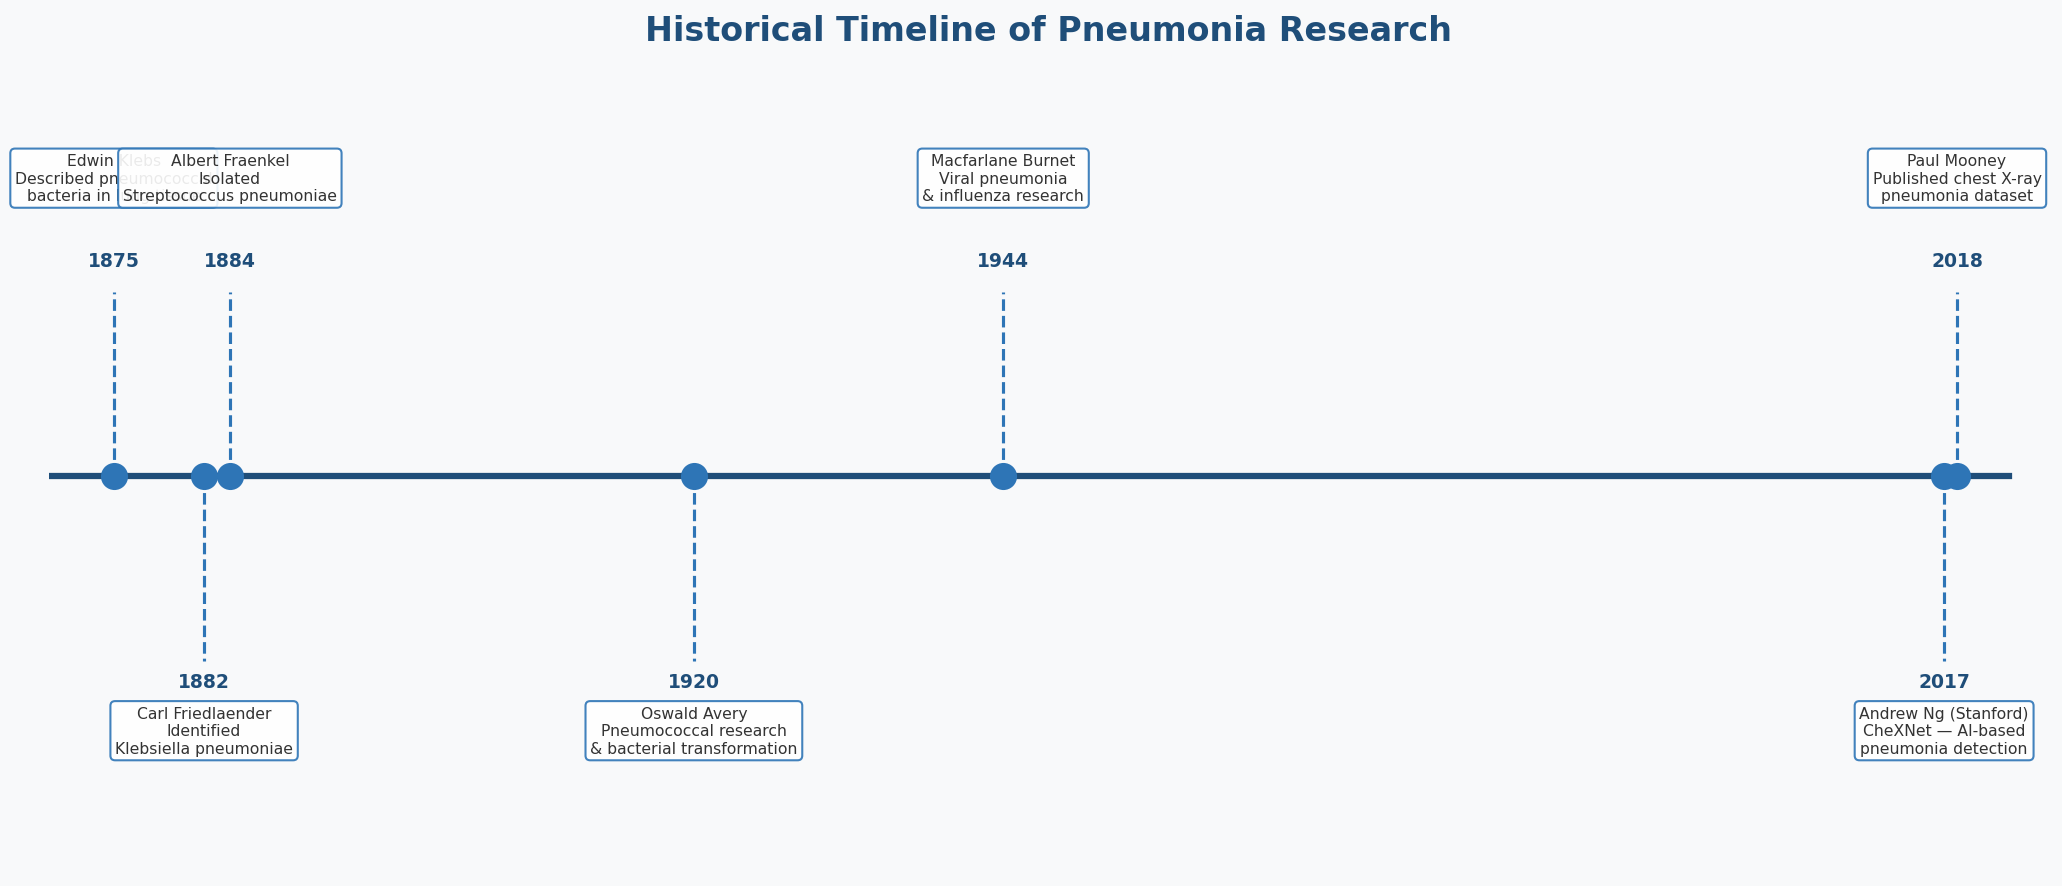 Historical Timeline of Pneumonia Research
Edwin Klebs
Described pneumococcus
bacteria in
Albert Fraenkel
Isolated
Streptococcus pneumoniae
Macfarlane Burnet
Viral pneumonia
& influenza research
Paul Mooney
Published chest X-ray
pneumonia dataset
1875
1884
1944
2018
1882
1920
2017
Carl Friedlaender
Identified
Klebsiella pneumoniae
Oswald Avery
Pneumococcal research
& bacterial transformation
Andrew Ng (Stanford)
CheXNet — AI-based
pneumonia detection